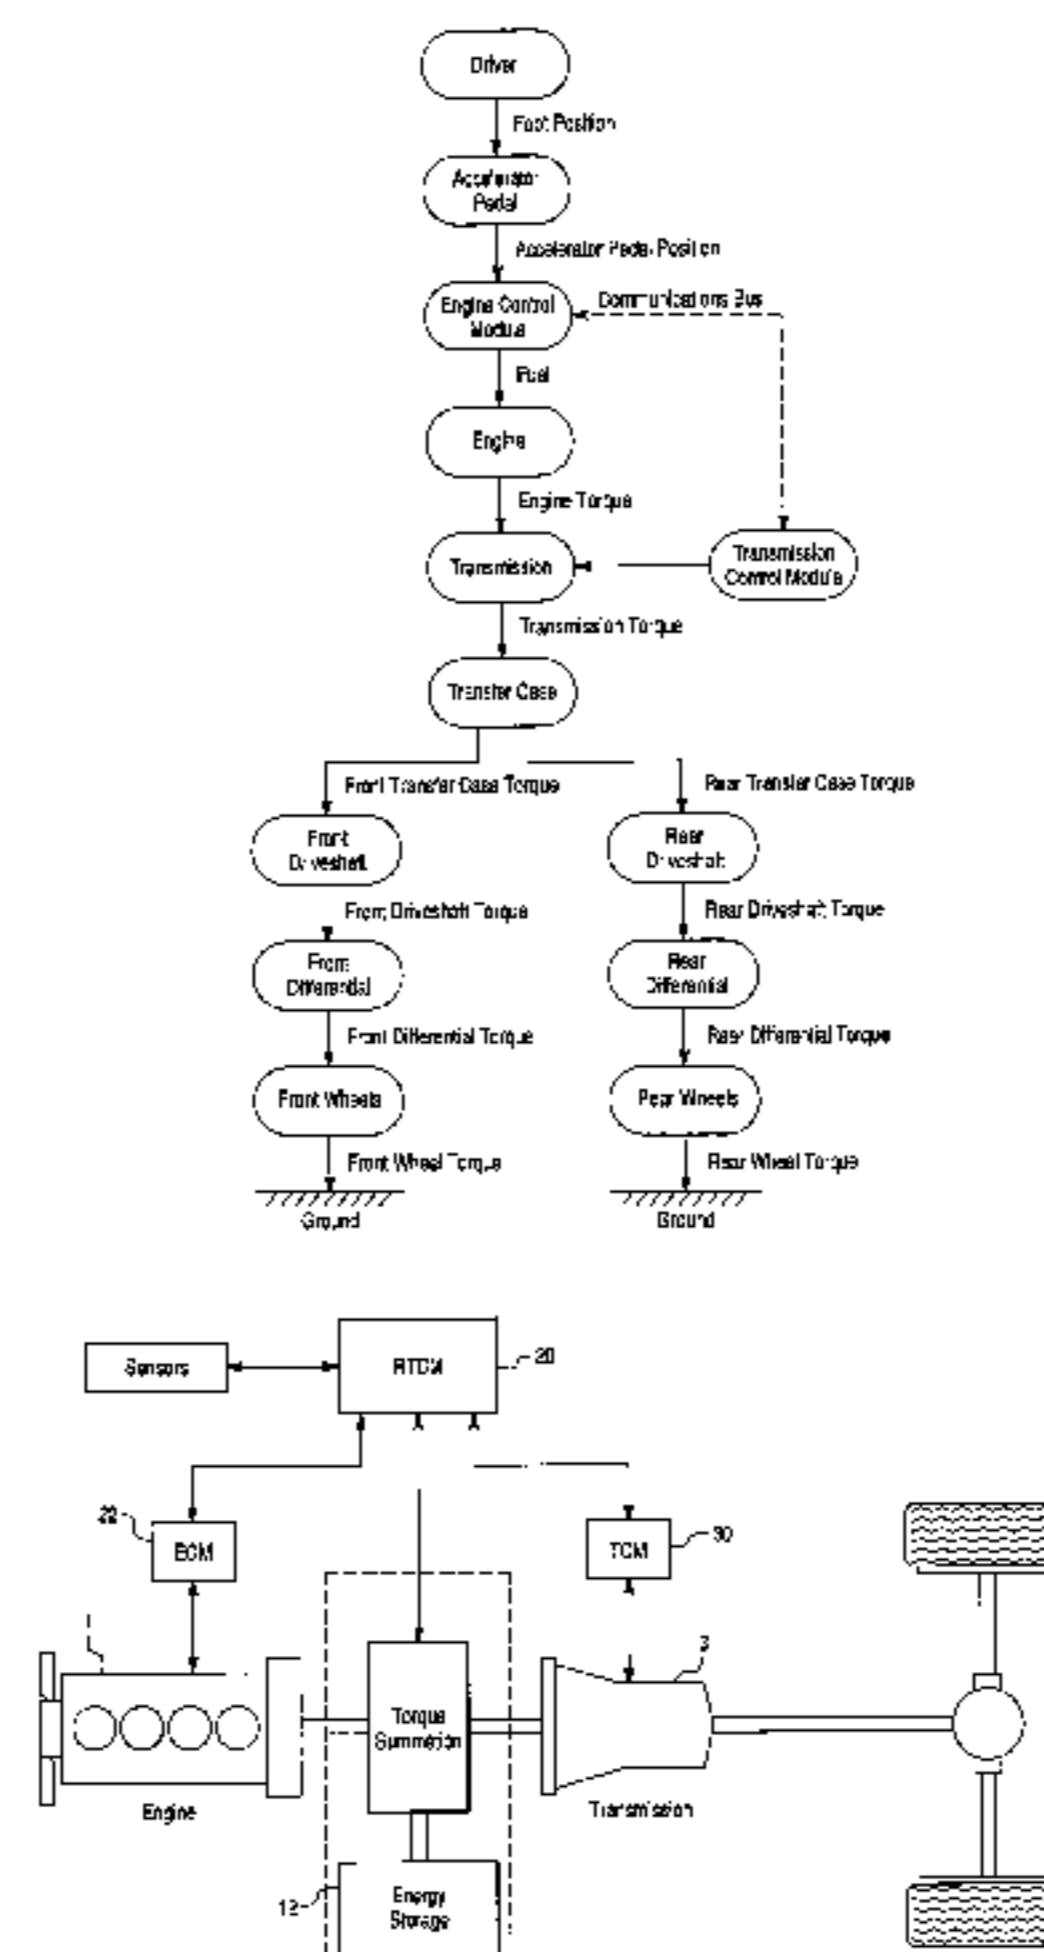 Driver
Foot Position
Accelerator
Pedal
Accelerator Pedal Position
Engine Control
Module
Communications Bus
Fuel
Engine
Engine Torque
Transmission
Transmission
Control Module
Transmission Torque
Transfer Case
Front Transfer Case Torque
Rear Transfer Case Torque
Front
Driveshaft
Rear
Driveshaft
Front Driveshaft Torque
Rear Driveshaft Torque
Front
Differential
Rear
Differential
Front Differential Torque
Rear Differential Torque
Front Wheels
Rear Wheels
Front Wheel Torque
Rear Wheel Torque
Ground
Ground
Sensors
RTCM
20
22
ECM
TCM
30
3
Torque
Summation
Engine
Transmission
12
Energy
Storage